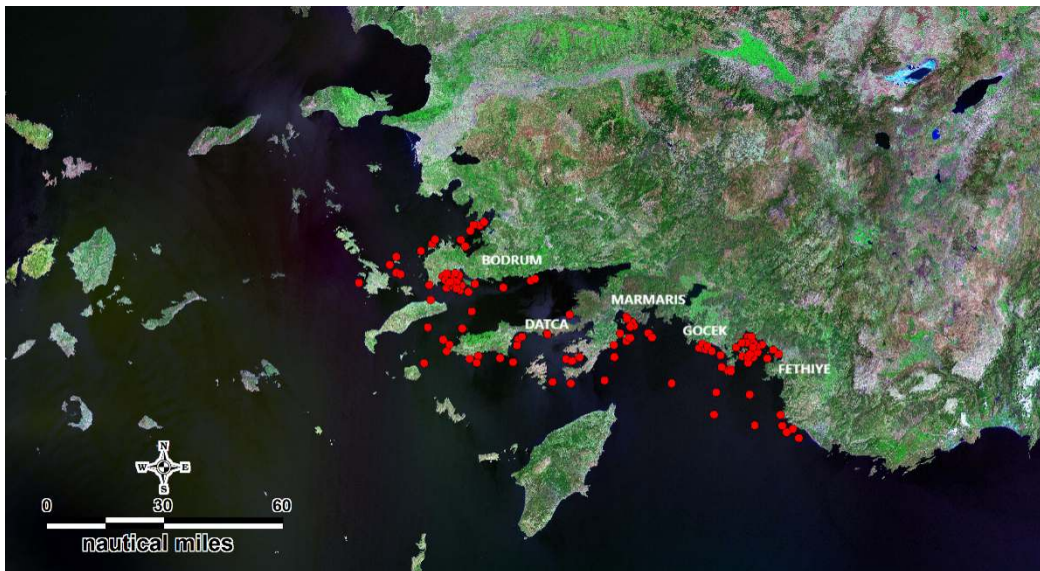 BODRUM
MARMARIS
DATCA
GOCEK
FETHIYE
N
W E
S
0 30 60
nautical miles